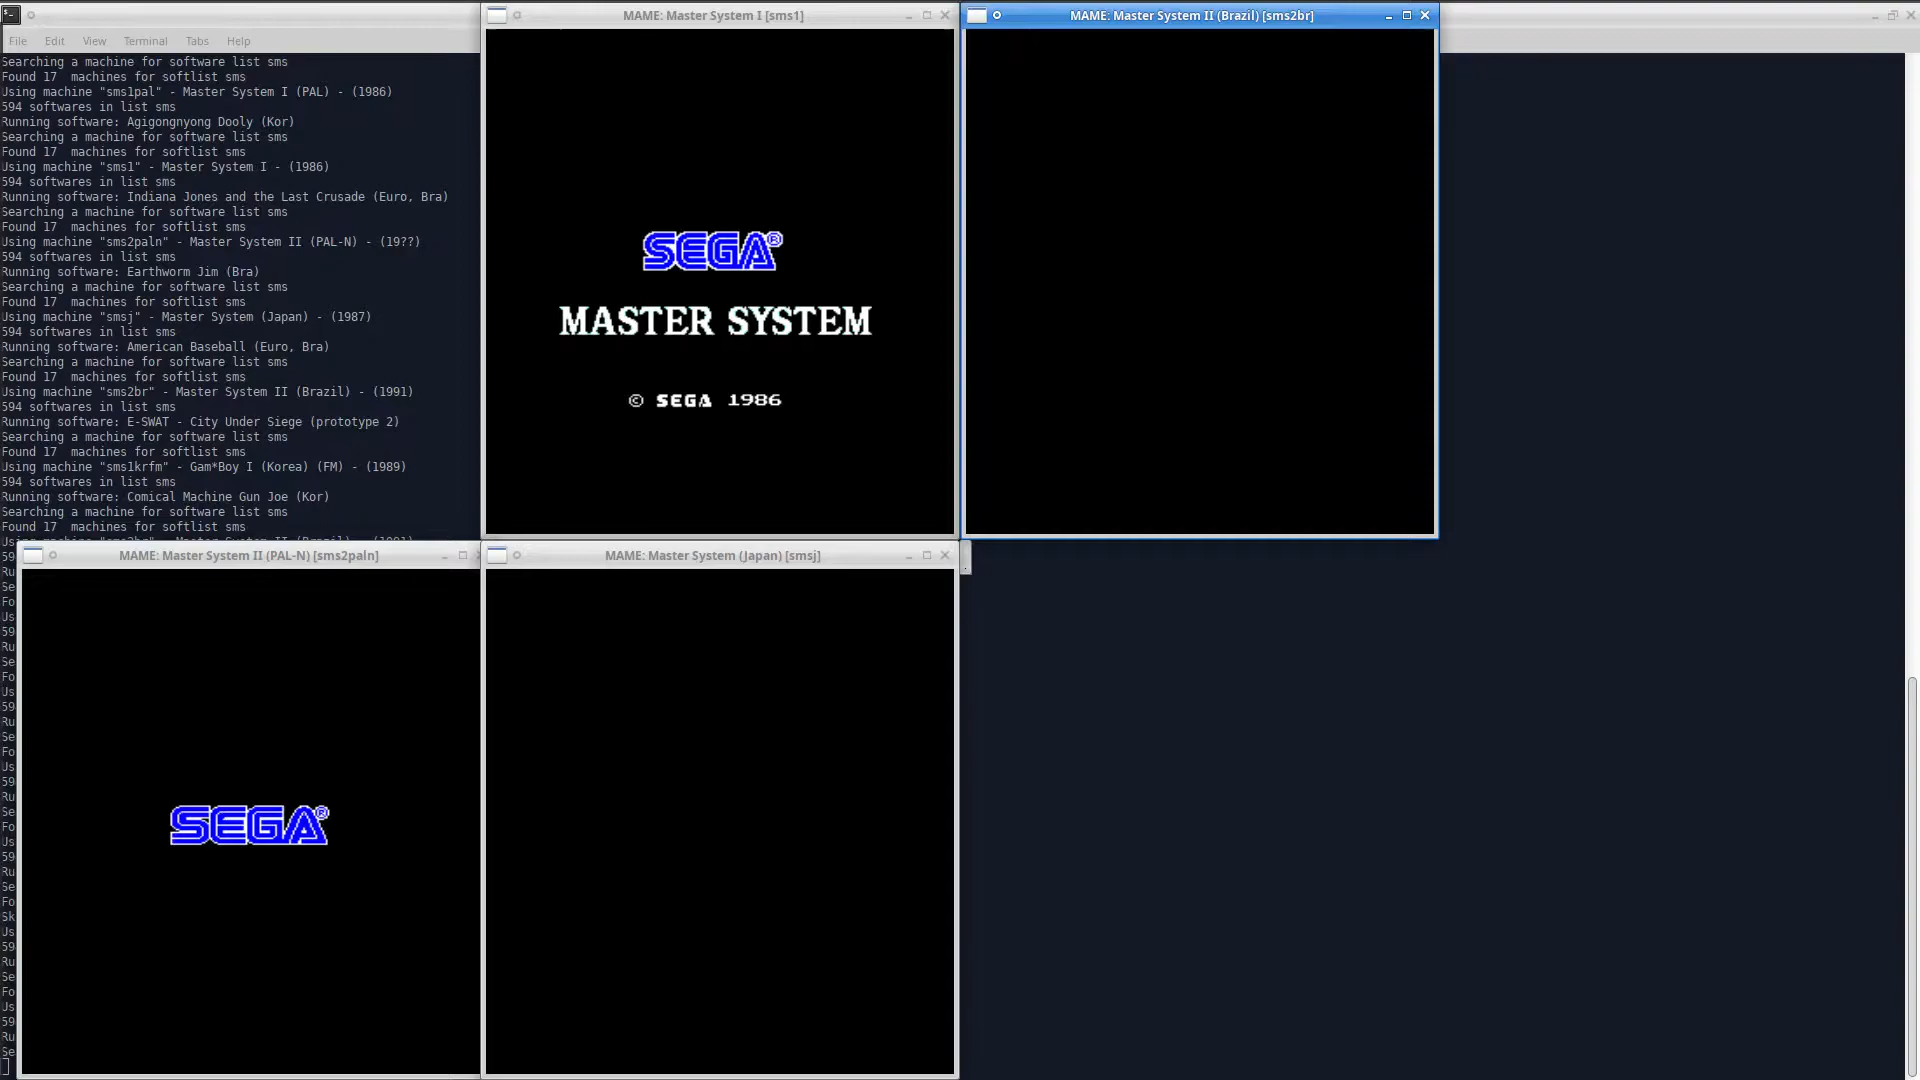 File Edit View Terminal Tabs Help
Searching a machine for software list sms
Found 17  machines for softlist sms
Using machine "sms1pal" - Master System I (PAL) - (1986)
594 softwares in list sms
Running software: Agigongnyong Dooly (Kor)
Searching a machine for software list sms
Found 17  machines for softlist sms
Using machine "sms1" - Master System I - (1986)
594 softwares in list sms
Running software: Indiana Jones and the Last Crusade (Euro, Bra)
Searching a machine for software list sms
Found 17  machines for softlist sms
Using machine "sms2paln" - Master System II (PAL-N) - (19??)
594 softwares in list sms
Running software: Earthworm Jim (Bra)
Searching a machine for software list sms
Found 17  machines for softlist sms
Using machine "smsj" - Master System (Japan) - (1987)
594 softwares in list sms
Running software: American Baseball (Euro, Bra)
Searching a machine for software list sms
Found 17  machines for softlist sms
Using machine "sms2br" - Master System II (Brazil) - (1991)
594 softwares in list sms
Running software: E-SWAT - City Under Siege (prototype 2)
Searching a machine for software list sms
Found 17  machines for softlist sms
Using machine "sms1krfm" - Gam*Boy I (Korea) (FM) - (1989)
594 softwares in list sms
Running software: Comical Machine Gun Joe (Kor)
Searching a machine for software list sms
Found 17  machines for softlist sms
MAME: Master System I [sms1]
SEGA®
MASTER SYSTEM
© SEGA 1986
MAME: Master System II (Brazil) [sms2br]
MAME: Master System II (PAL-N) [sms2paln]
SEGA®
MAME: Master System (Japan) [smsj]